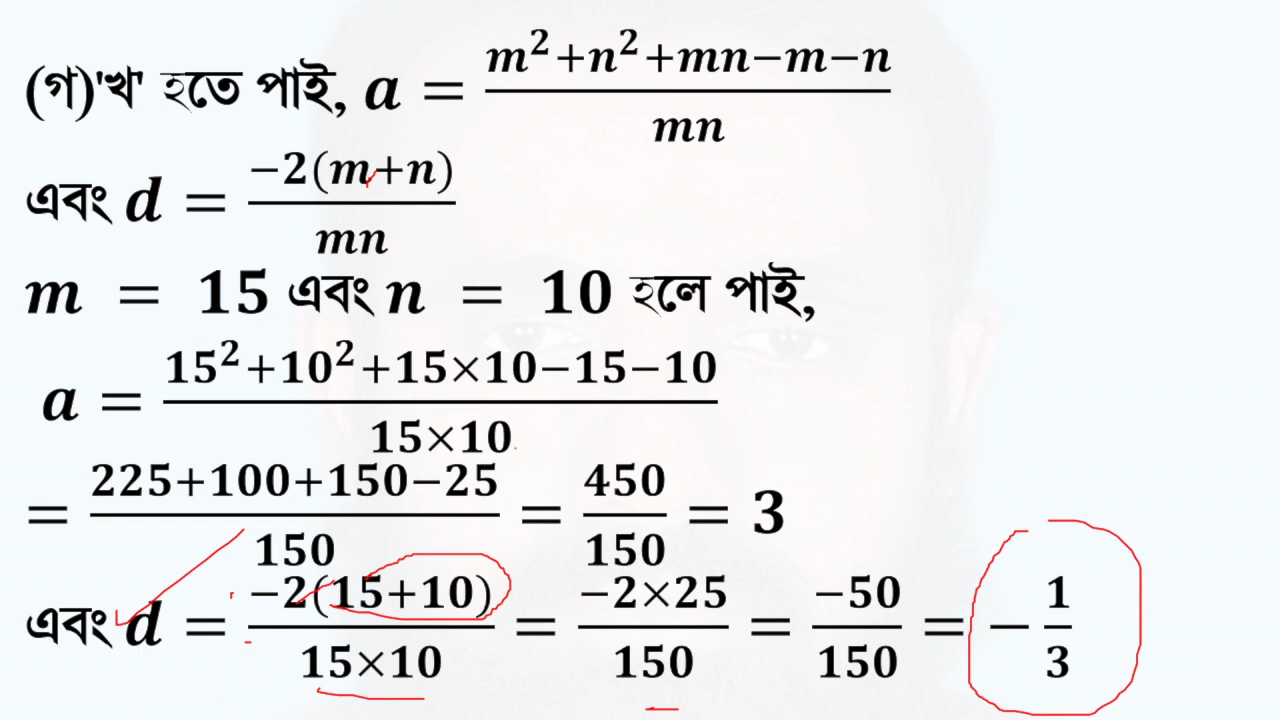 (গ)'খ' হতে পাই, a = (m²+n²+mn−m−n)/mn
এবং d = −2(m+n)/mn
m = 15 এবং n = 10 হলে পাই,
a = (15²+10²+15×10−15−10)/(15×10)
= (225+100+150−25)/150 = 450/150 = 3
এবং d = −2(15+10)/(15×10) = (−2×25)/150 = −50/150 = −1/3